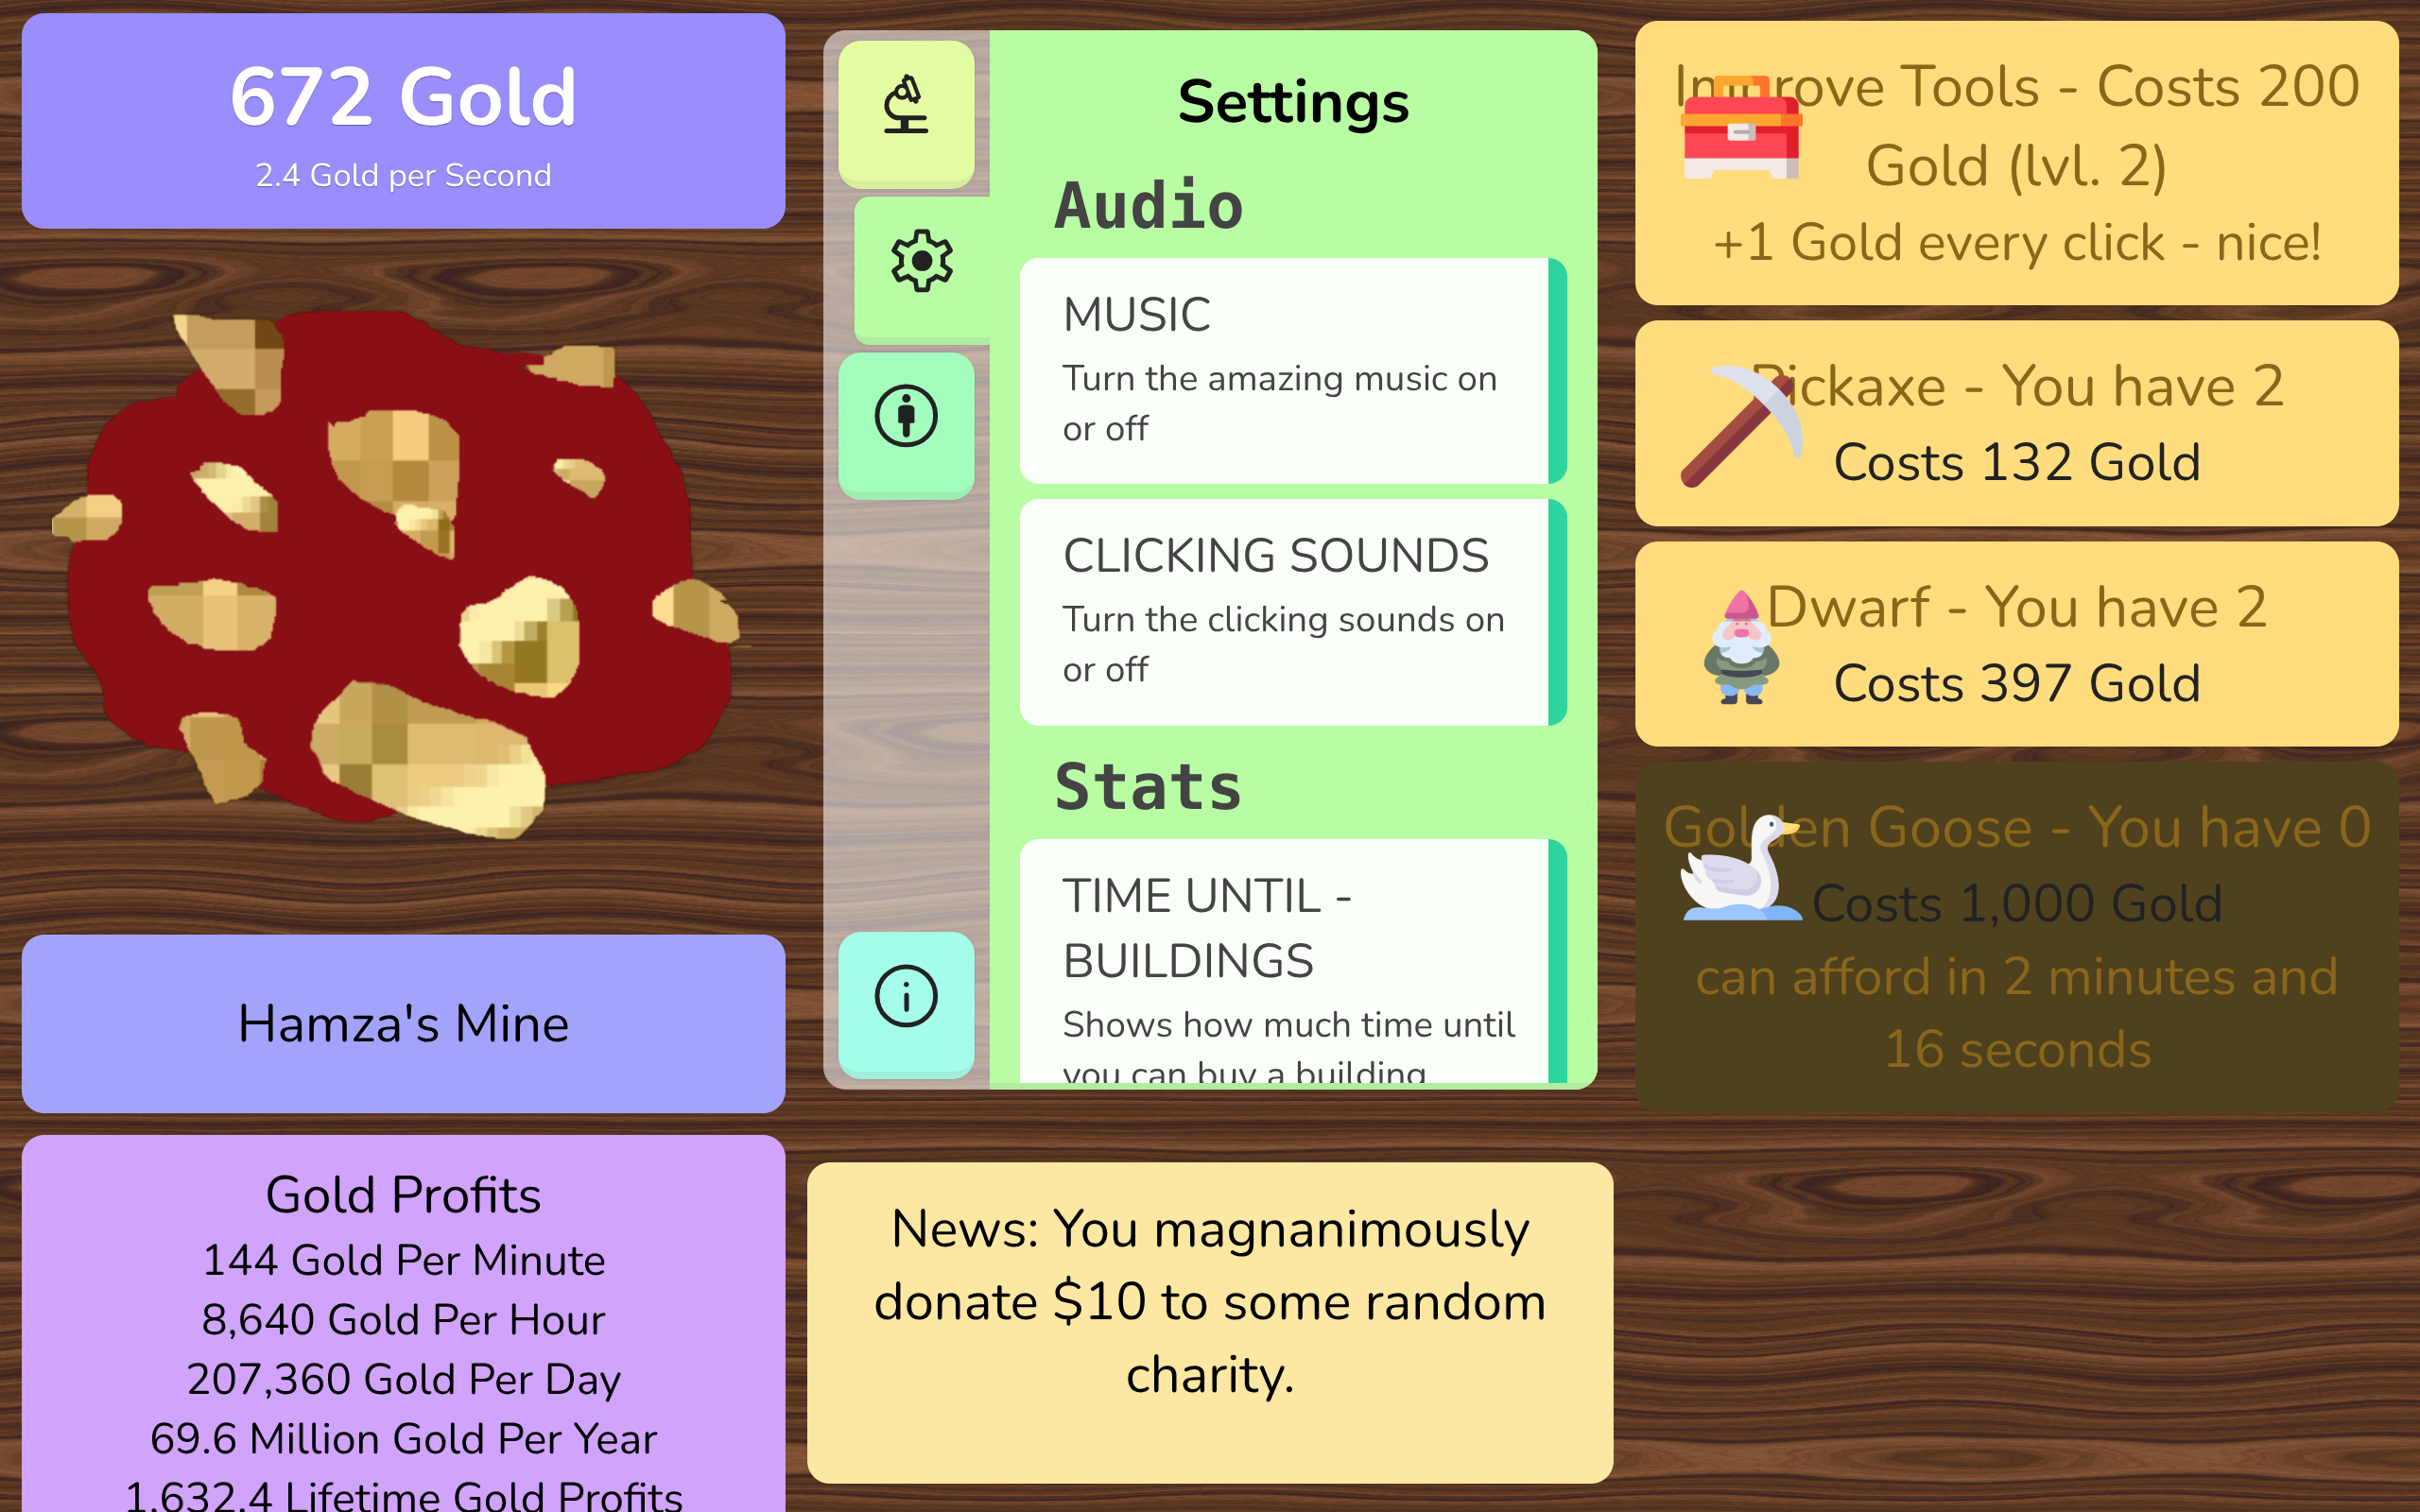 672 Gold
2.4 Gold per Second
Hamza's Mine
Gold Profits
144 Gold Per Minute
8,640 Gold Per Hour
207,360 Gold Per Day
69.6 Million Gold Per Year
1,632.4 Lifetime Gold Profits
Settings
Audio
MUSIC
Turn the amazing music on
or off
CLICKING SOUNDS
Turn the clicking sounds on
or off
Stats
TIME UNTIL -
BUILDINGS
Shows how much time until
you can buy a building
News: You magnanimously
donate $10 to some random
charity.
Improve Tools - Costs 200
Gold (lvl. 2)
+1 Gold every click - nice!
Pickaxe - You have 2
Costs 132 Gold
Dwarf - You have 2
Costs 397 Gold
Golden Goose - You have 0
Costs 1,000 Gold
can afford in 2 minutes and
16 seconds